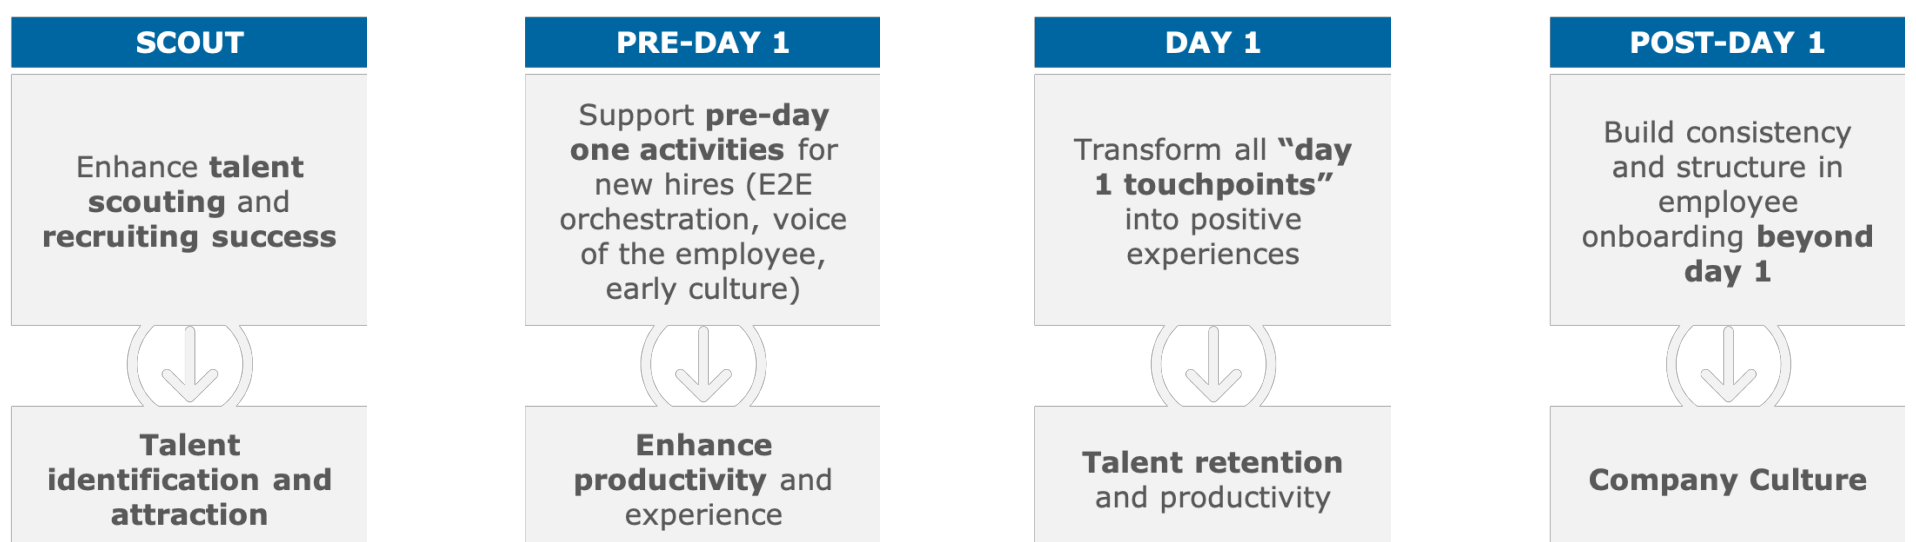 SCOUT
Enhance talent
scouting and
recruiting success
Talent
identification and
attraction
PRE-DAY 1
Support pre-day
one activities for
new hires (E2E
orchestration, voice
of the employee,
early culture)
Enhance
productivity and
experience
DAY 1
Transform all “day
1 touchpoints”
into positive
experiences
Talent retention
and productivity
POST-DAY 1
Build consistency
and structure in
employee
onboarding beyond
day 1
Company Culture